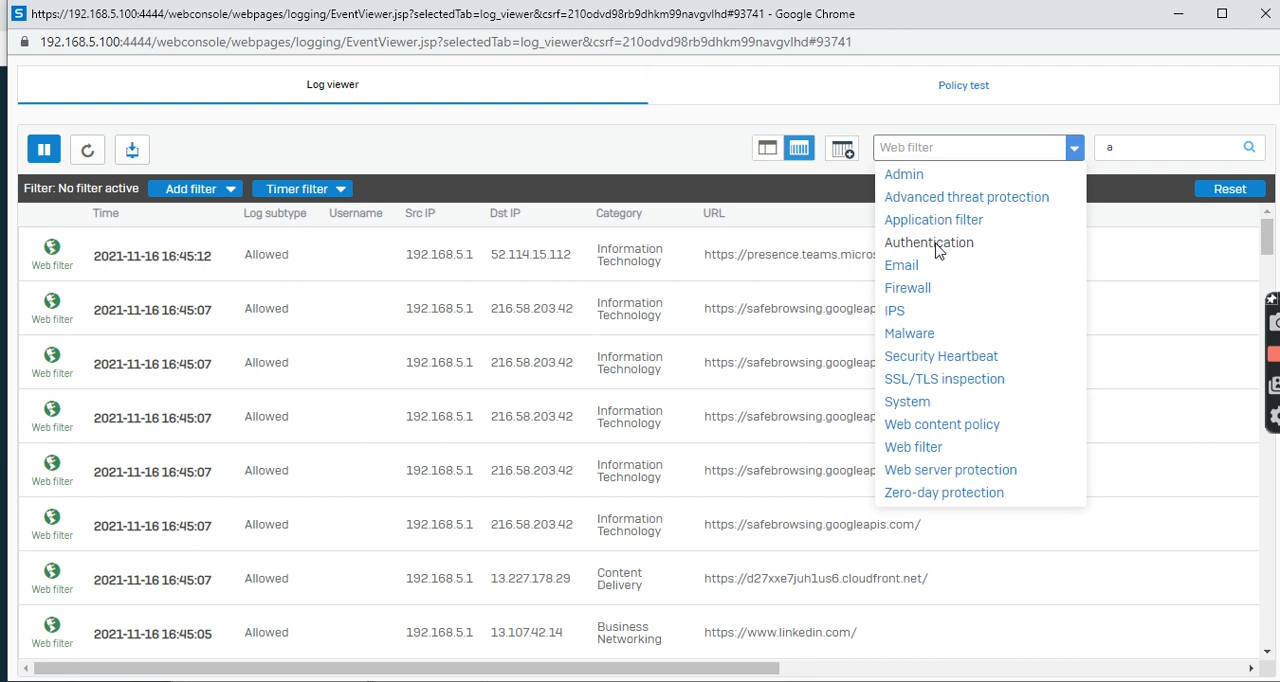 S https://192.168.5.100:4444/webconsole/webpages/logging/EventViewer.jsp?selectedTab=log_viewer&csrf=210odvd98rb9dhkm99navgvlhd#93741 - Google Chrome
192.168.5.100:4444/webconsole/webpages/logging/EventViewer.jsp?selectedTab=log_viewer&csrf=210odvd98rb9dhkm99navgvlhd#93741
Log viewer Policy test
Web filter a
Filter: No filter active Add filter Timer filter Reset
Time Log subtype Username Src IP Dst IP Category URL
Admin
Advanced threat protection
Application filter
Authentication
Email
Firewall
IPS
Malware
Security Heartbeat
SSL/TLS inspection
System
Web content policy
Web filter
Web server protection
Zero-day protection
Web filter 2021-11-16 16:45:12 Allowed 192.168.5.1 52.114.15.112 Information Technology https://presence.teams.micros
Web filter 2021-11-16 16:45:07 Allowed 192.168.5.1 216.58.203.42 Information Technology https://safebrowsing.googleap
Web filter 2021-11-16 16:45:07 Allowed 192.168.5.1 216.58.203.42 Information Technology https://safebrowsing.googleap
Web filter 2021-11-16 16:45:07 Allowed 192.168.5.1 216.58.203.42 Information Technology https://safebrowsing.googleap
Web filter 2021-11-16 16:45:07 Allowed 192.168.5.1 216.58.203.42 Information Technology https://safebrowsing.googleap
Web filter 2021-11-16 16:45:07 Allowed 192.168.5.1 216.58.203.42 Information Technology https://safebrowsing.googleapis.com/
Web filter 2021-11-16 16:45:07 Allowed 192.168.5.1 13.227.178.29 Content Delivery https://d27xxe7juh1us6.cloudfront.net/
Web filter 2021-11-16 16:45:05 Allowed 192.168.5.1 13.107.42.14 Business Networking https://www.linkedin.com/